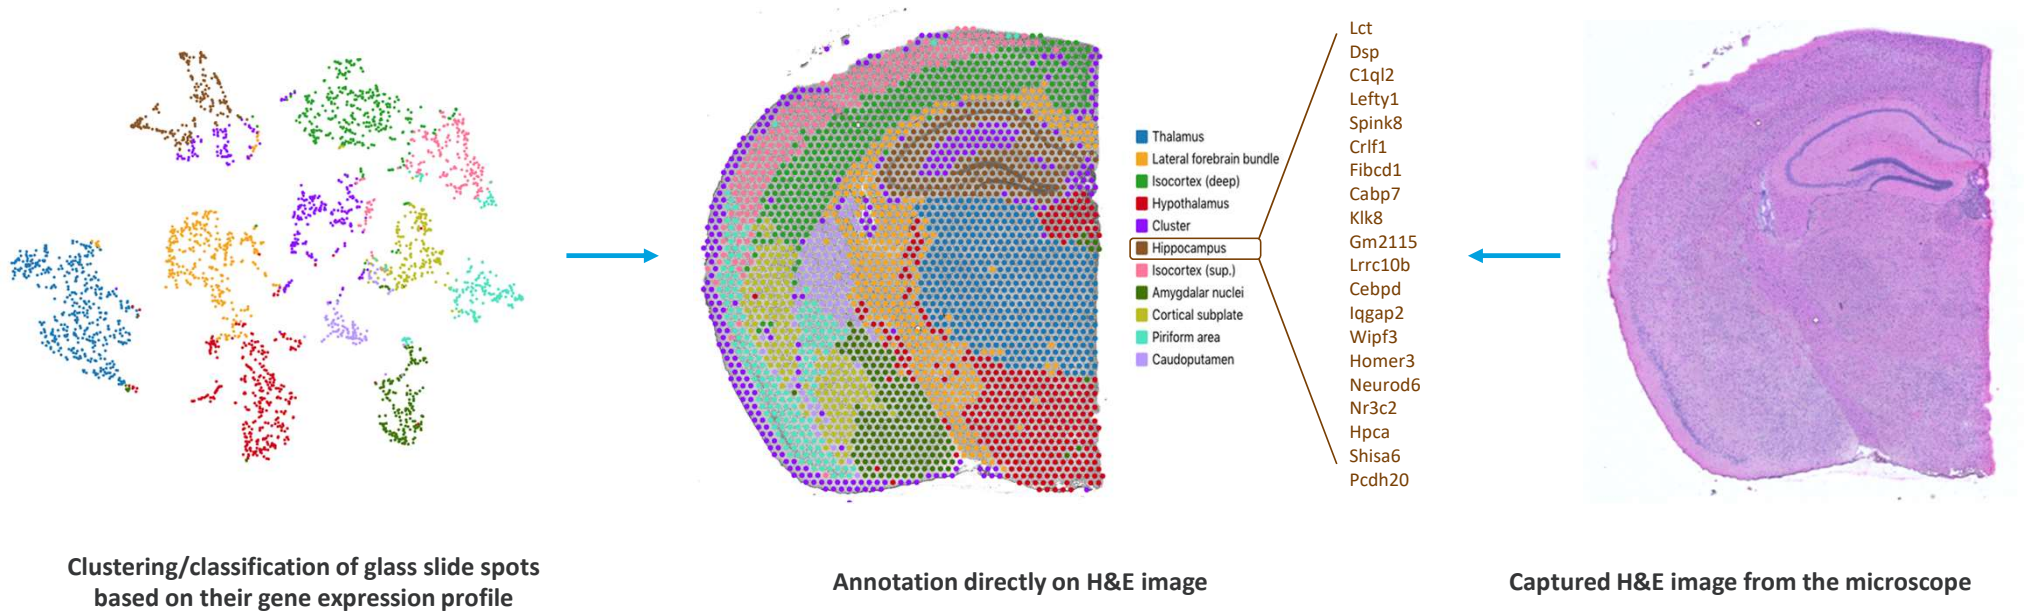 Thalamus
Lateral forebrain bundle
Isocortex (deep)
Hypothalamus
Cluster
Hippocampus
Isocortex (sup.)
Amygdalar nuclei
Cortical subplate
Piriform area
Caudoputamen
Lct
Dsp
C1ql2
Lefty1
Spink8
Crlf1
Fibcd1
Cabp7
Klk8
Gm2115
Lrrc10b
Cebpd
Iqgap2
Wipf3
Homer3
Neurod6
Nr3c2
Hpca
Shisa6
Pcdh20
Clustering/classification of glass slide spots
based on their gene expression profile
Annotation directly on H&E image
Captured H&E image from the microscope